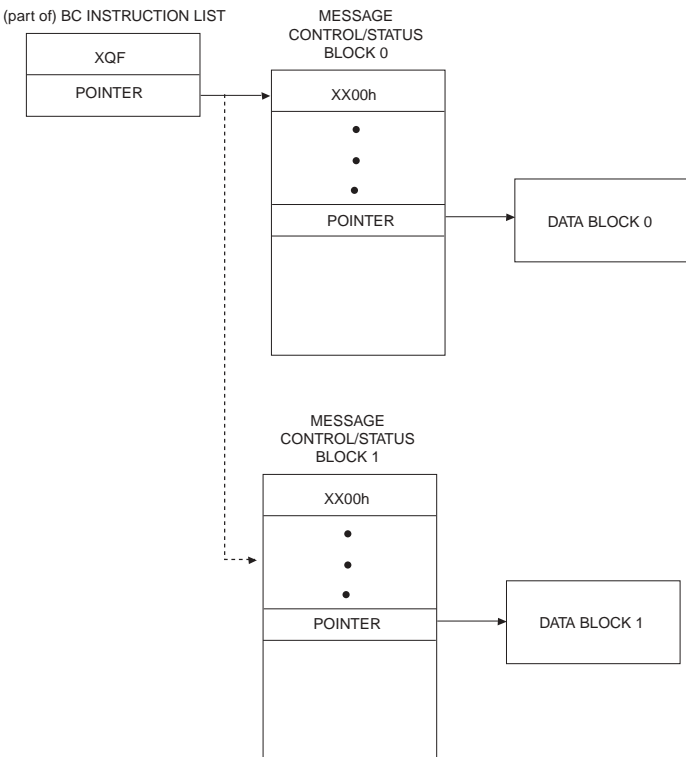 (part of) BC INSTRUCTION LIST
XQF
POINTER
MESSAGE
CONTROL/STATUS
BLOCK 0
XX00h
POINTER
DATA BLOCK 0
MESSAGE
CONTROL/STATUS
BLOCK 1
XX00h
POINTER
DATA BLOCK 1